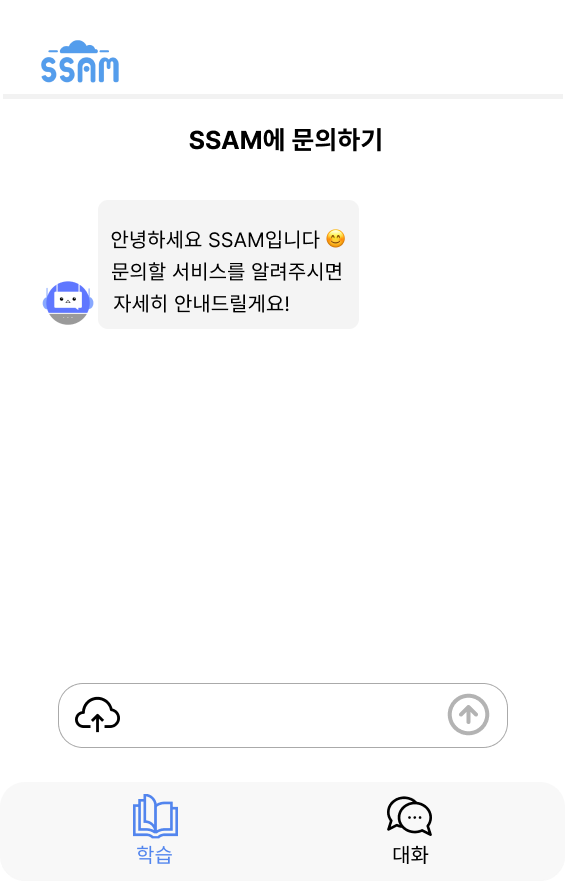 SSAM
SSAM에 문의하기
안녕하세요 SSAM입니다 😊
문의할 서비스를 알려주시면
자세히 안내드릴게요!
학습
대화